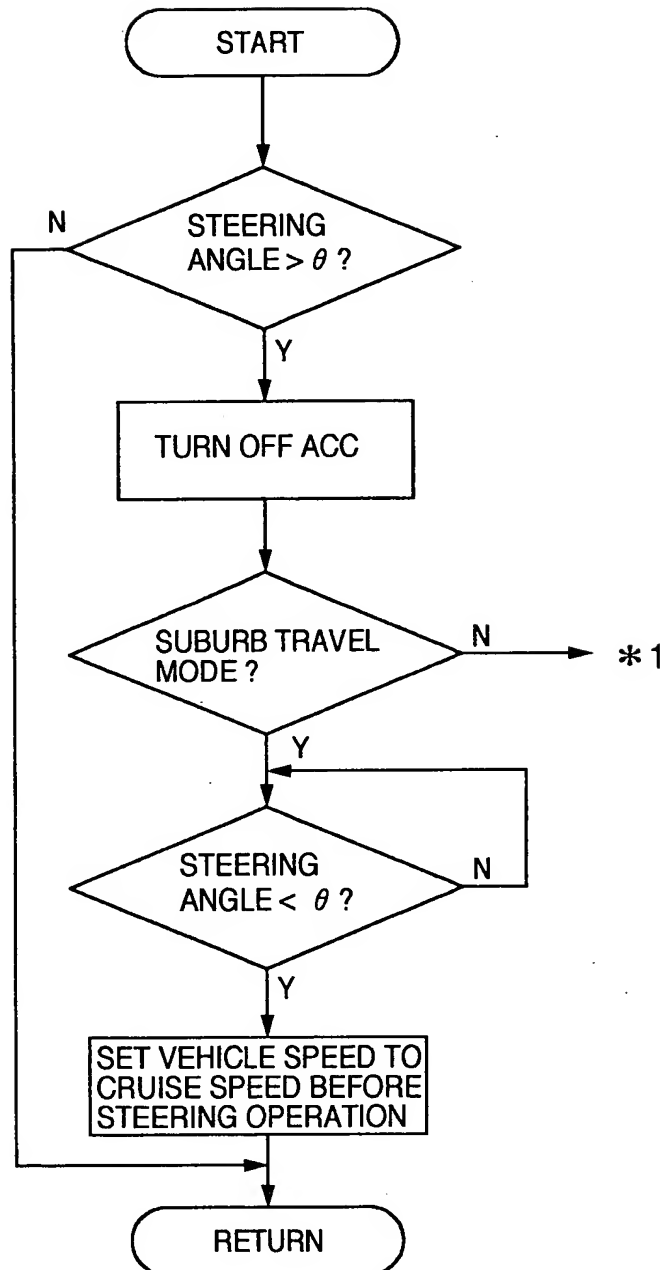 START
N
STEERING
ANGLE > θ ?
Y
TURN OFF ACC
SUBURB TRAVEL
MODE ?
N
*1
Y
STEERING
ANGLE < θ ?
N
Y
SET VEHICLE SPEED TO
CRUISE SPEED BEFORE
STEERING OPERATION
RETURN